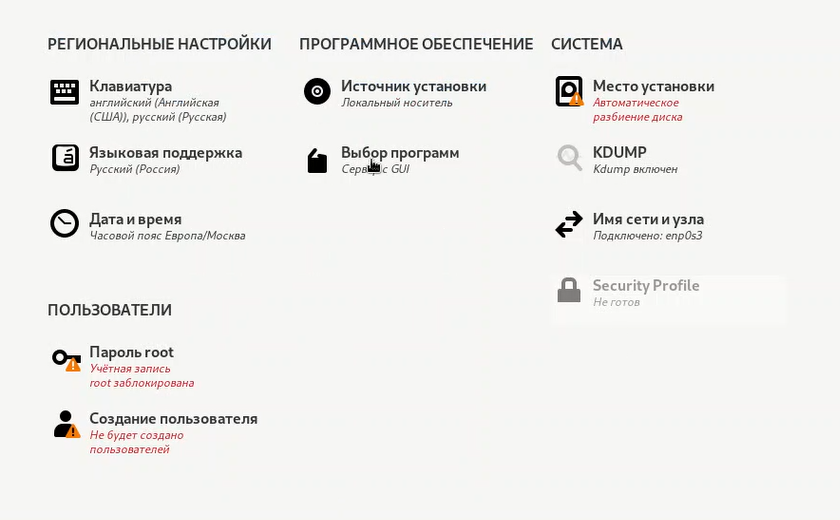 РЕГИОНАЛЬНЫЕ НАСТРОЙКИ
Клавиатура
английский (Английская
(США)), русский (Русская)
Языковая поддержка
Русский (Россия)
Дата и время
Часовой пояс Европа/Москва
ПОЛЬЗОВАТЕЛИ
Пароль root
Учётная запись
root заблокирована
Создание пользователя
Не будет создано
пользователей
ПРОГРАММНОЕ ОБЕСПЕЧЕНИЕ
Источник установки
Локальный носитель
Выбор программ
GUI
СИСТЕМА
Место установки
Автоматическое
разбиение диска
KDUMP
Kdump включен
Имя сети и узла
Подключено: enp0s3
Security Profile
Не готов